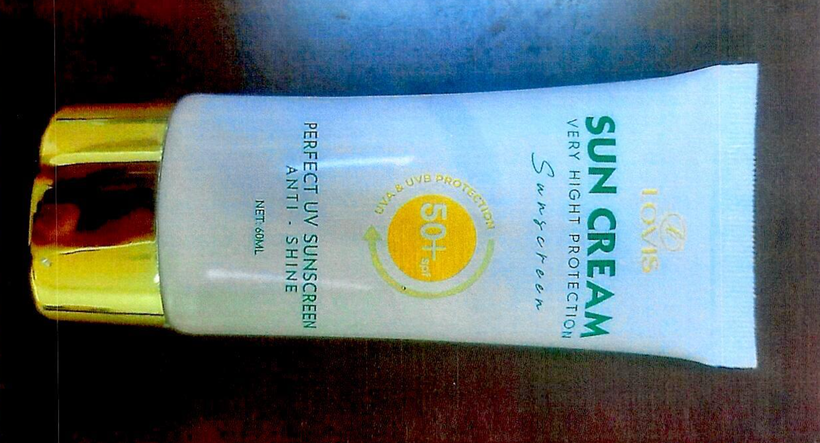 LOVIS
SUN CREAM
VERY HIGHT PROTECTION
Sunscreen
UVA & UVB PROTECTION
50+
spf
PERFECT UV SUNSCREEN
ANTI - SHINE
NET: 60ML